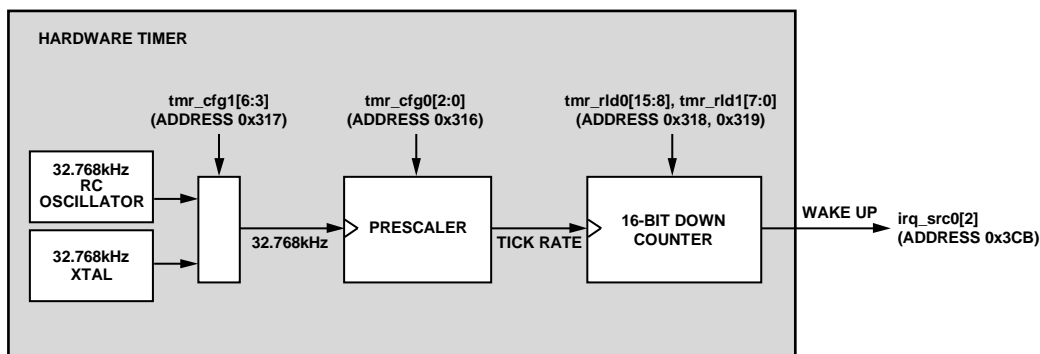 HARDWARE TIMER
tmr_cfg1[6:3]
(ADDRESS 0x317)
tmr_cfg0[2:0]
(ADDRESS 0x316)
tmr_rld0[15:8], tmr_rld1[7:0]
(ADDRESS 0x318, 0x319)
32.768kHz
RC
OSCILLATOR
32.768kHz
XTAL
32.768kHz
PRESCALER
TICK RATE
16-BIT DOWN
COUNTER
WAKE UP
irq_src0[2]
(ADDRESS 0x3CB)